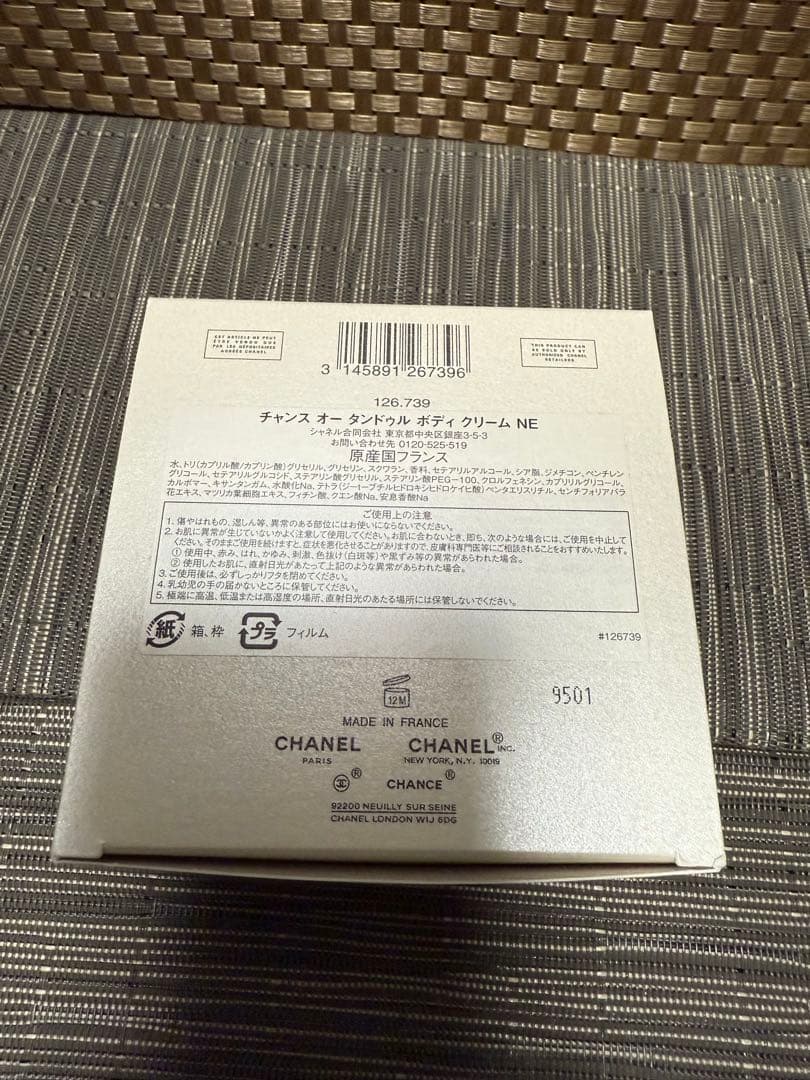 CET ARTICLE NE PEUT
ÊTRE VENDU QUE
PAR LES DÉPOSITAIRES
AGRÉÉS CHANEL
THIS PRODUCT CAN
BE SOLD ONLY BY
AUTHORIZED CHANEL
RETAILERS
3 145891 267396
126.739
チャンス オー タンドゥル ボディ クリーム NE
シャネル合同会社 東京都中央区銀座3-5-3
お問い合わせ先 0120-525-519
原産国フランス
水、トリ(カプリル酸/カプリン酸)グリセリル、グリセリン、スクワラン、香料、セテアリルアルコール、シア脂、ジメチコン、ペンチレン
グリコール、セテアリルグルコシド、ステアリン酸グリセリル、ステアリン酸PEG-100、クロルフェネシン、カプリリルグリコール、
カルボマー、キサンタンガム、水酸化Na、テトラ(ジ-t-ブチルヒドロキシヒドロケイヒ酸)ペンタエリスリチル、センチフォリアバラ
花エキス、マツリカ葉細胞エキス、フィチン酸、クエン酸Na、安息香酸Na
ご使用上の注意
1. 傷やはれもの、湿しん等、異常のある部位にはお使いにならないでください。
2. お肌に異常が生じていないかよく注意して使用してください。お肌に合わないとき、即ち、次のような場合には、ご使用を中止して
ください。そのままご使用を続けますと、症状を悪化させることがありますので、皮膚科専門医等にご相談されることをおすすめいたします。
① 使用中、赤み、はれ、かゆみ、刺激、色抜け(白斑等)や黒ずみ等の異常があらわれた場合。
② 使用したお肌に、直射日光があたって上記のような異常があらわれた場合。
3. ご使用後は、必ずしっかりフタを閉めてください。
4. 乳幼児の手の届かないところに保管してください。
5. 極端に高温、低温または高湿度の場所、直射日光のあたる場所には保管しないでください。
紙 箱、枠 プラ フィルム #126739
12M
9501
MADE IN FRANCE
CHANEL CHANEL® INC.
PARIS NEW YORK, N.Y. 10019
® CHANCE®
92200 NEUILLY SUR SEINE
CHANEL LONDON W1J 6DG